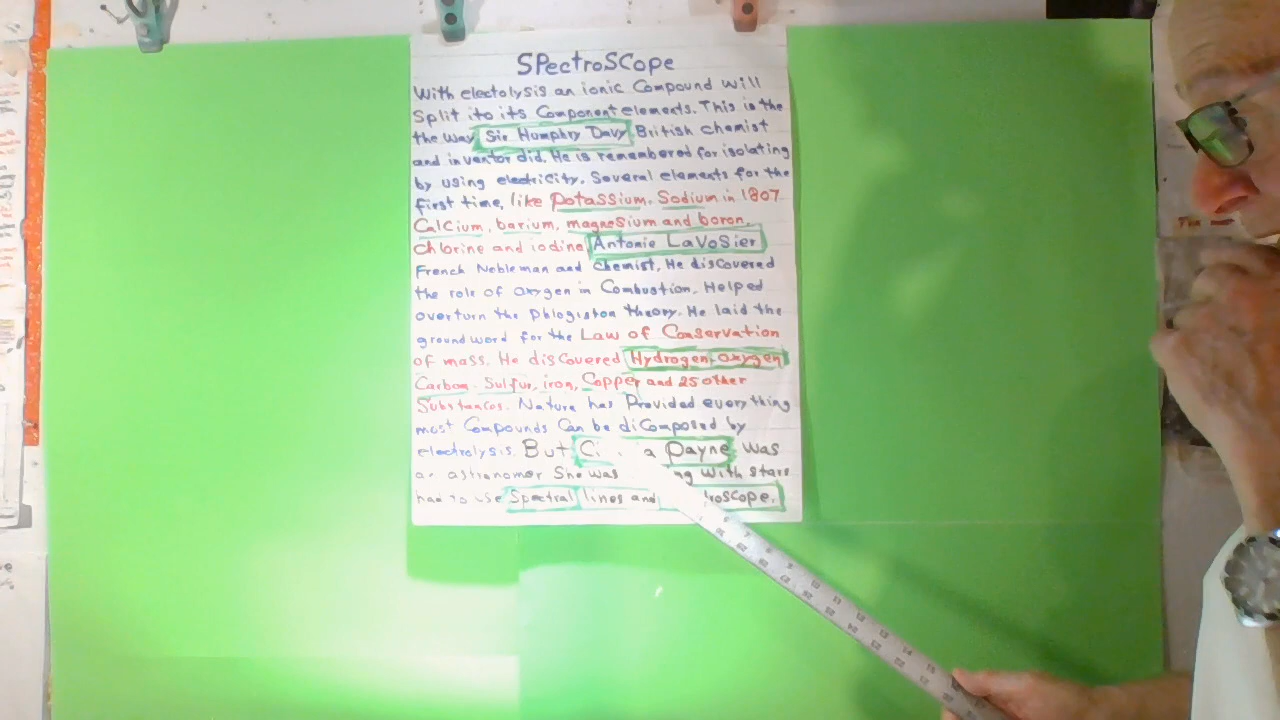 SPectroSCope
With electolysis an ionic Compound will
Split ito its Component elements. This is the
the way Sir Humphry Davy British chemist
and inventor did. He is remembered for isolating
by using electricity. Several elements for the
first time, like Potassium, Sodium in 1807
Calcium, barium, magnesium and boron.
chlorine and iodine Antonie LaVoSier
French Nobleman and chemist, He discovered
the role of oxygen in Combustion. Helped
overturn the Phlogiston theory. He laid the
groundword for the Law of Conservation
of mass. He discovered Hydrogen oxygen
Carbon. Sulfur, iron, Copper and 25 other
Substances. Nature has Provided everything
most Compounds Can be diComposed by
electrolysis. But Payne was
an astronomer She was with stars
had to use Spectral lines and